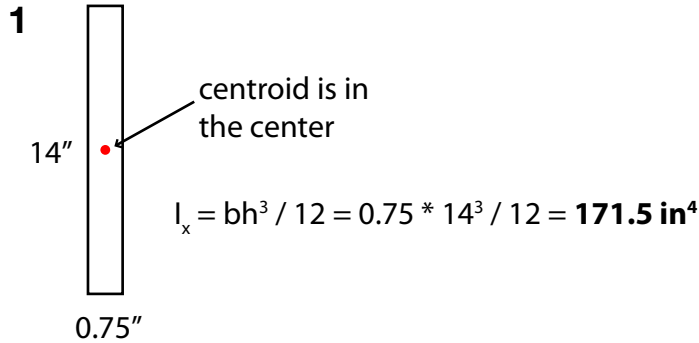 1
centroid is in
the center
14″
Iₓ = bh³ / 12 = 0.75 * 14³ / 12 = 171.5 in⁴
0.75″